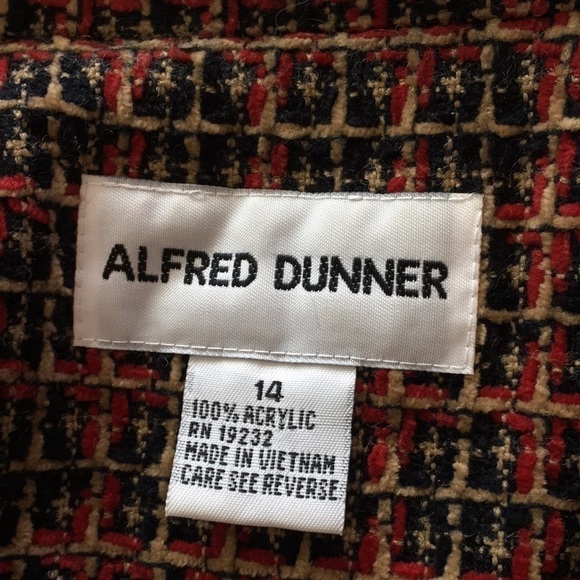 ALFRED DUNNER
14
100% ACRYLIC
RN 19232
MADE IN VIETNAM
CARE SEE REVERSE